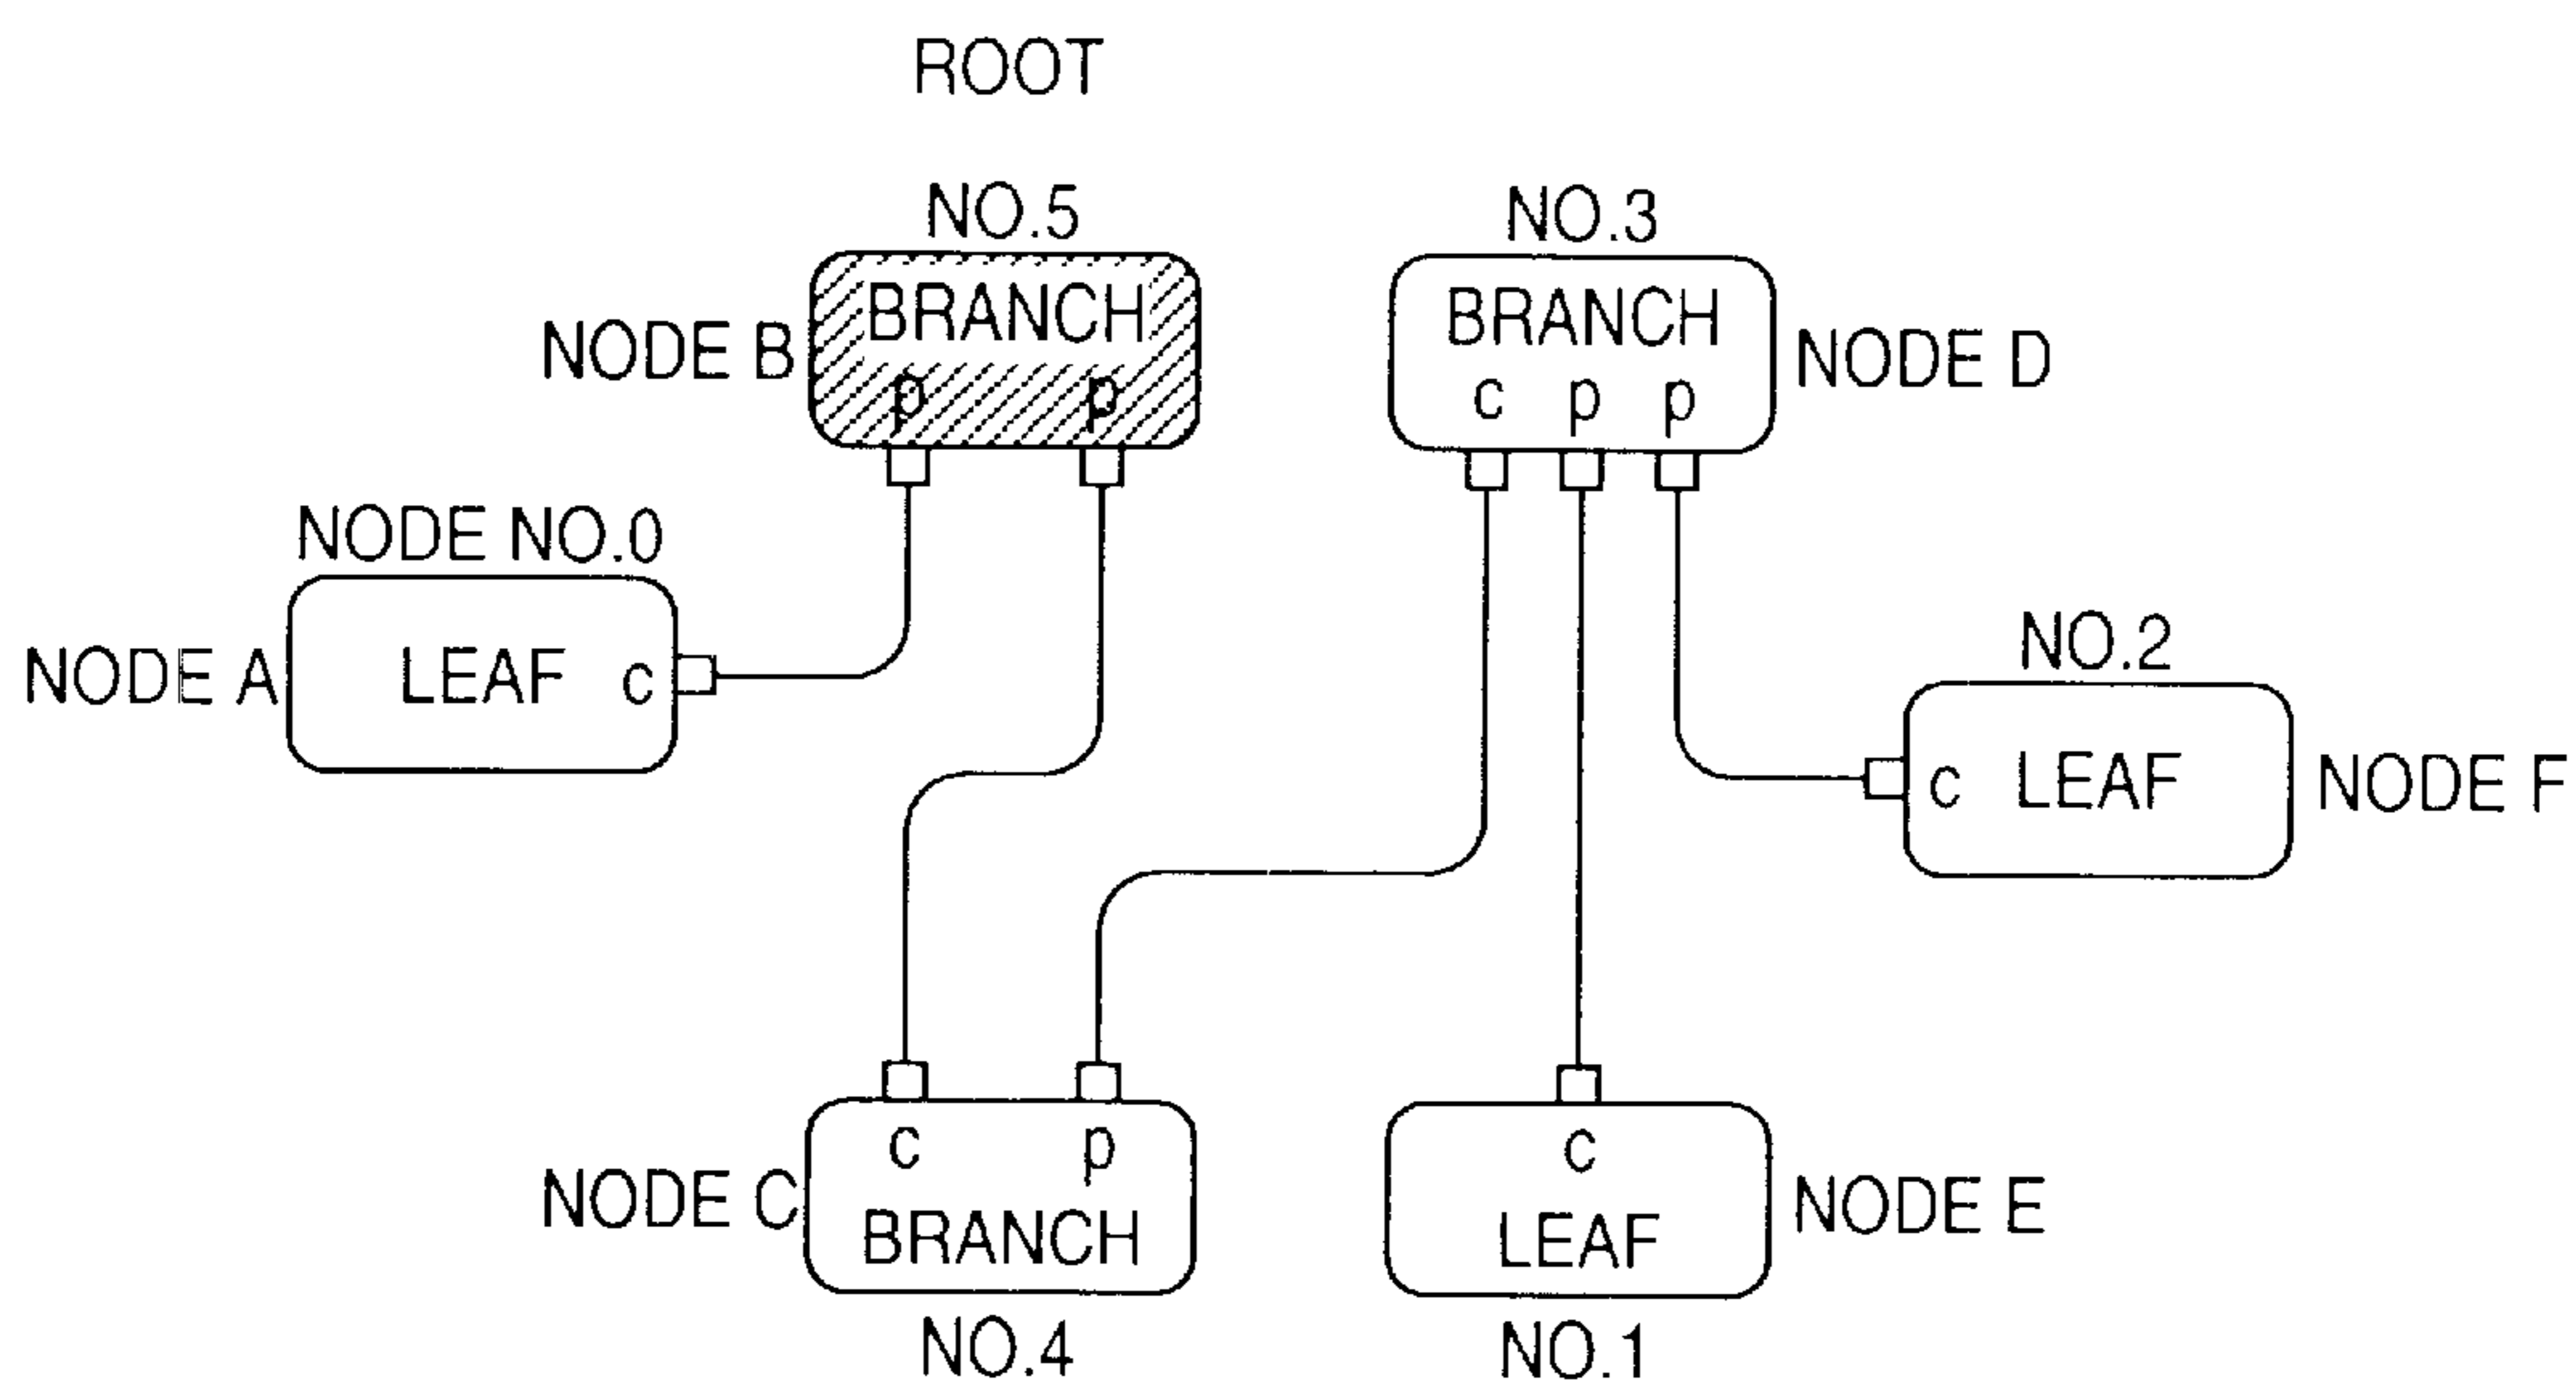 ROOT
NO.5
NO.3
BRANCH
BRANCH
NODE B
NODE D
p p
c p p
NODE NO.0
NO.2
NODE A
LEAF c
c LEAF
NODE F
c p
c
NODE C
NODE E
BRANCH
LEAF
NO.4
NO.1